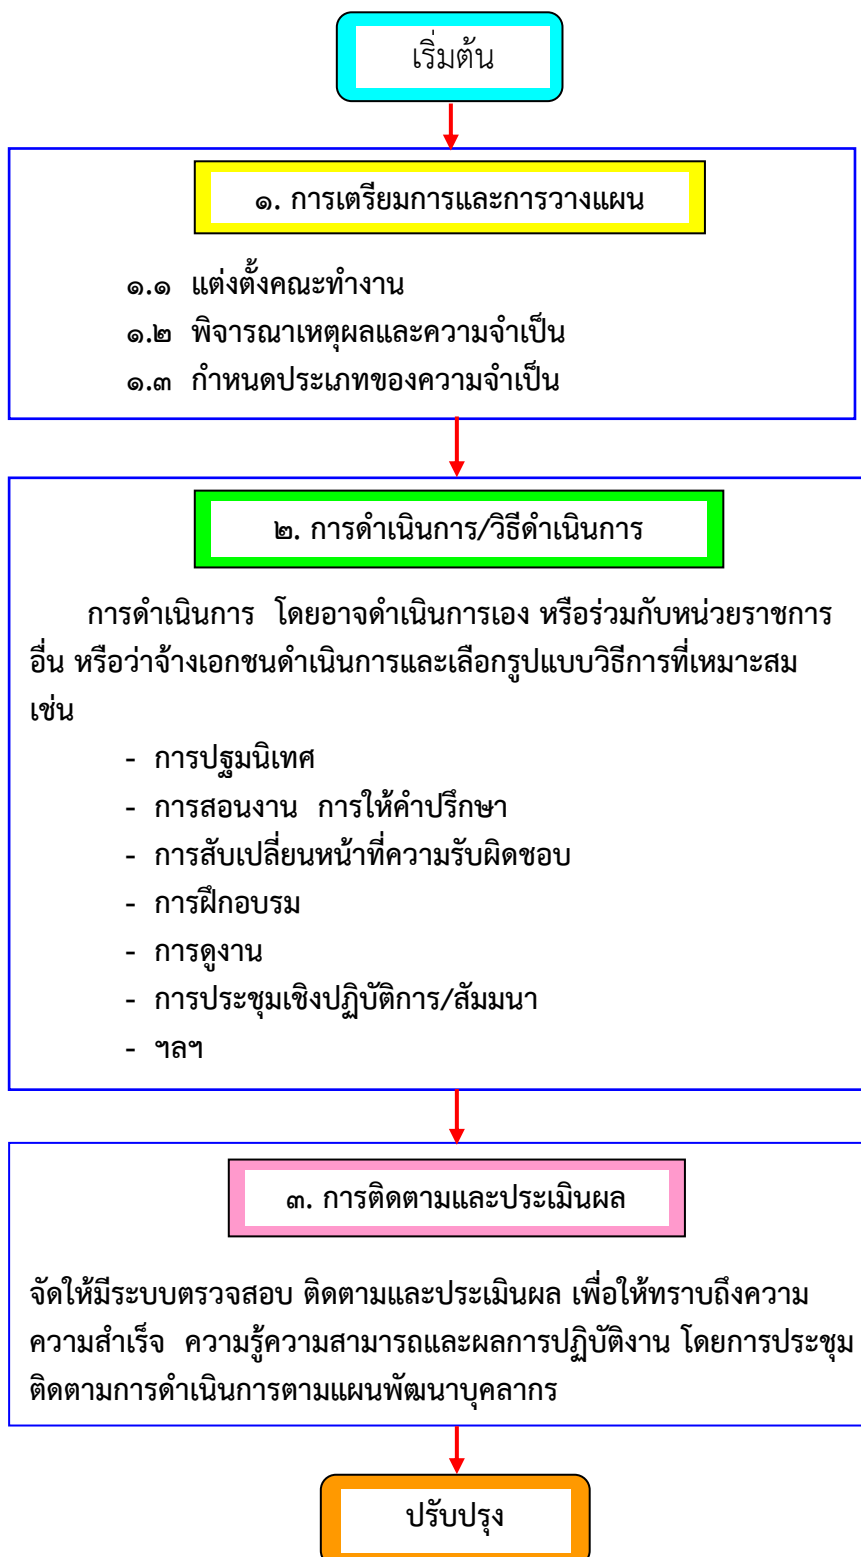 เริ่มต้น
๑. การเตรียมการและการวางแผน
๑.๑ แต่งตั้งคณะทำงาน
๑.๒ พิจารณาเหตุผลและความจำเป็น
๑.๓ กำหนดประเภทของความจำเป็น
๒. การดำเนินการ/วิธีดำเนินการ
การดำเนินการ โดยอาจดำเนินการเอง หรือร่วมกับหน่วยราชการ
อื่น หรือว่าจ้างเอกชนดำเนินการและเลือกรูปแบบวิธีการที่เหมาะสม
เช่น
- การปฐมนิเทศ
- การสอนงาน การให้คำปรึกษา
- การสับเปลี่ยนหน้าที่ความรับผิดชอบ
- การฝึกอบรม
- การดูงาน
- การประชุมเชิงปฏิบัติการ/สัมมนา
- ฯลฯ
๓. การติดตามและประเมินผล
จัดให้มีระบบตรวจสอบ ติดตามและประเมินผล เพื่อให้ทราบถึงความ
ความสำเร็จ ความรู้ความสามารถและผลการปฏิบัติงาน โดยการประชุม
ติดตามการดำเนินการตามแผนพัฒนาบุคลากร
ปรับปรุง